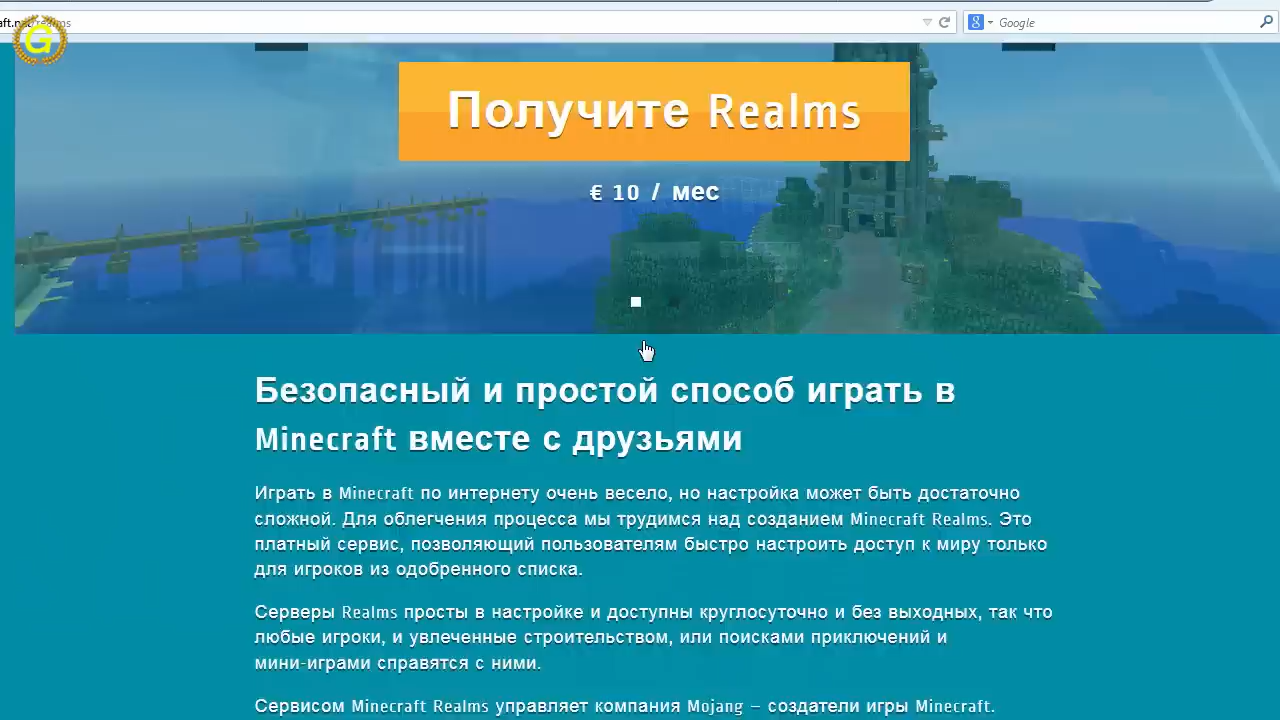 aft.net/realms
Google
G
Получите Realms
€ 10 / мес
Безопасный и простой способ играть в
Minecraft вместе с друзьями
Играть в Minecraft по интернету очень весело, но настройка может быть достаточно
сложной. Для облегчения процесса мы трудимся над созданием Minecraft Realms. Это
платный сервис, позволяющий пользователям быстро настроить доступ к миру только
для игроков из одобренного списка.
Серверы Realms просты в настройке и доступны круглосуточно и без выходных, так что
любые игроки, и увлеченные строительством, или поисками приключений и
мини-играми справятся с ними.
Сервисом Minecraft Realms управляет компания Mojang – создатели игры Minecraft.